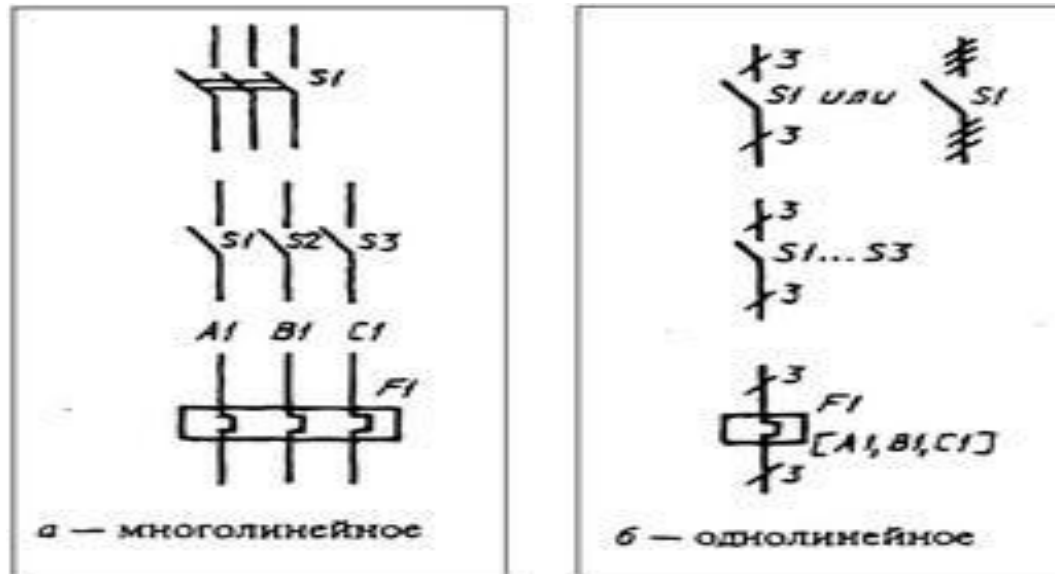 S1
S1 S2 S3
A1 B1 C1
F1
а — многолинейное
3
S1 или S1
3
3
S1...S3
3
3
F1
[A1, B1, C1]
3
б — однолинейное